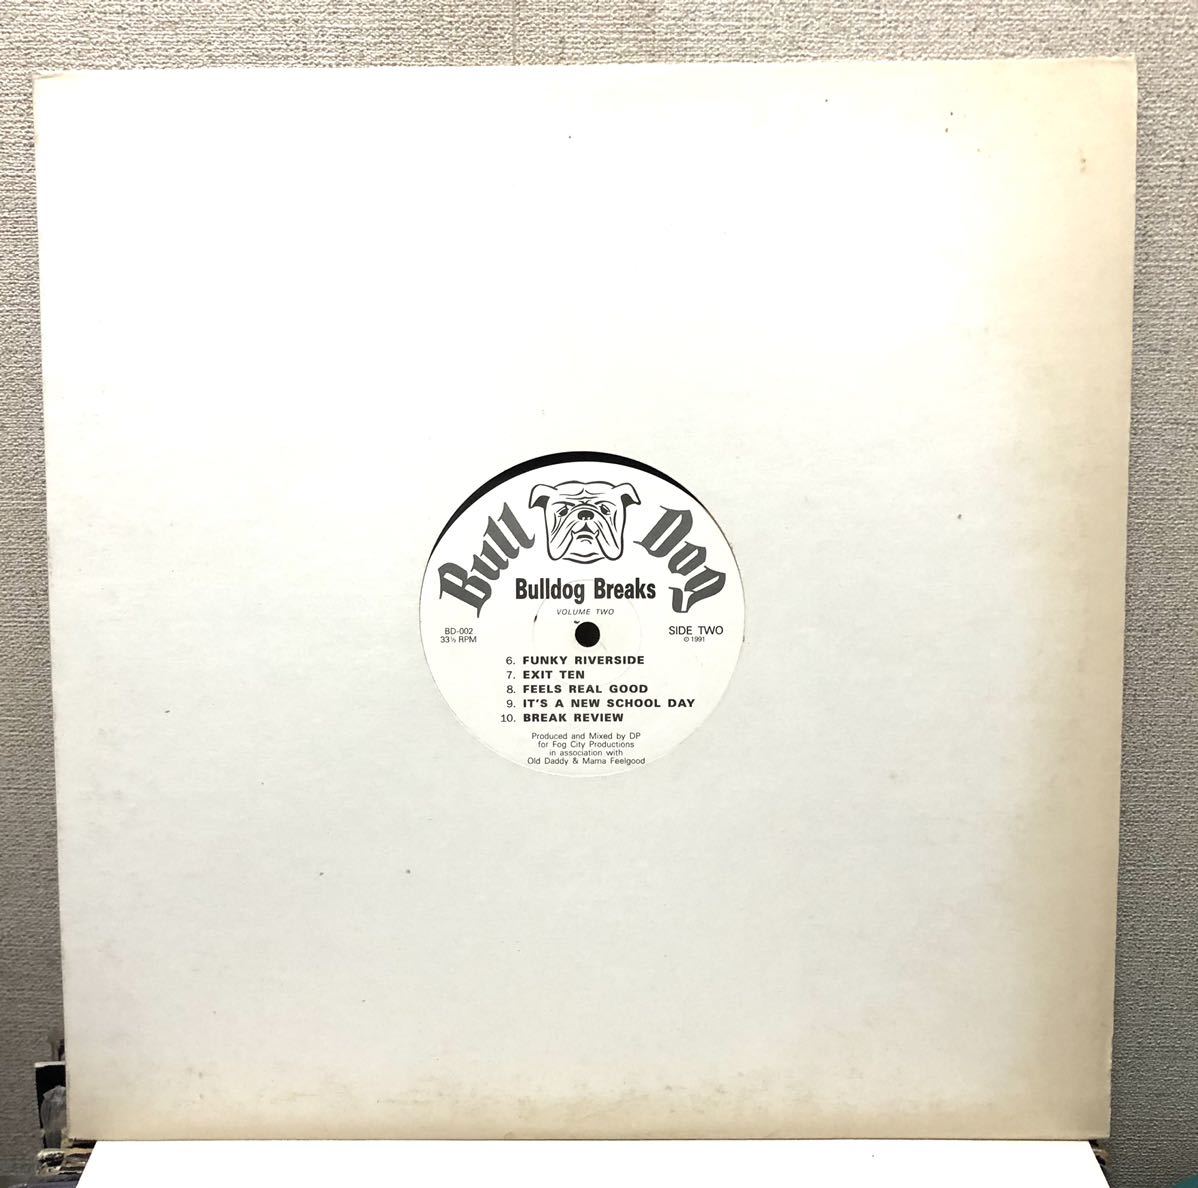 Bull Dog
Bulldog Breaks
VOLUME TWO
BD-002
33⅓ RPM
SIDE TWO
© 1991
6. FUNKY RIVERSIDE
7. EXIT TEN
8. FEELS REAL GOOD
9. IT'S A NEW SCHOOL DAY
10. BREAK REVIEW
Produced and Mixed by DP
for Fog City Productions
in association with
Old Daddy & Mama Feelgood